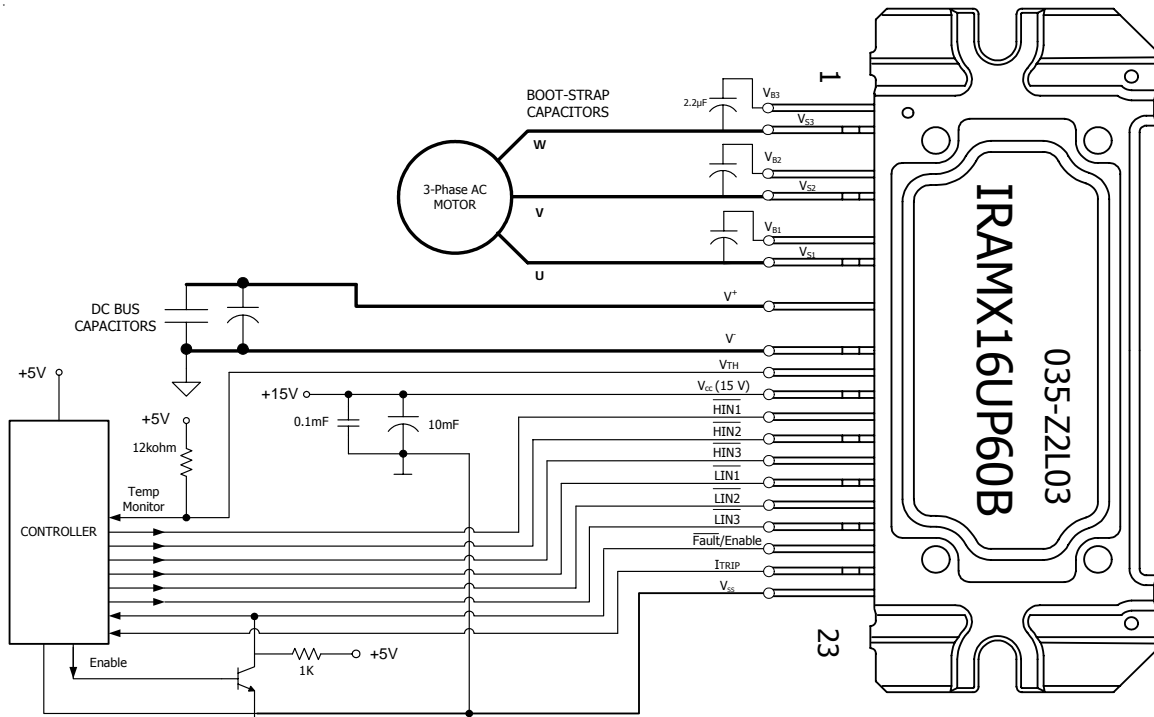 1
BOOT-STRAP
CAPACITORS
2.2µF
VB3
VS3
W
VB2
3-Phase AC
MOTOR
VS2
V
VB1
VS1
U
V+
DC BUS
CAPACITORS
V-
+5V
VTH
+15V
Vcc (15 V)
+5V
0.1mF
10mF
HIN1
12kohm
HIN2
HIN3
Temp
Monitor
LIN1
LIN2
CONTROLLER
LIN3
Fault/Enable
ITRIP
VSS
Enable
1K
+5V
23
IRAMX16UP60B
035-Z2L03